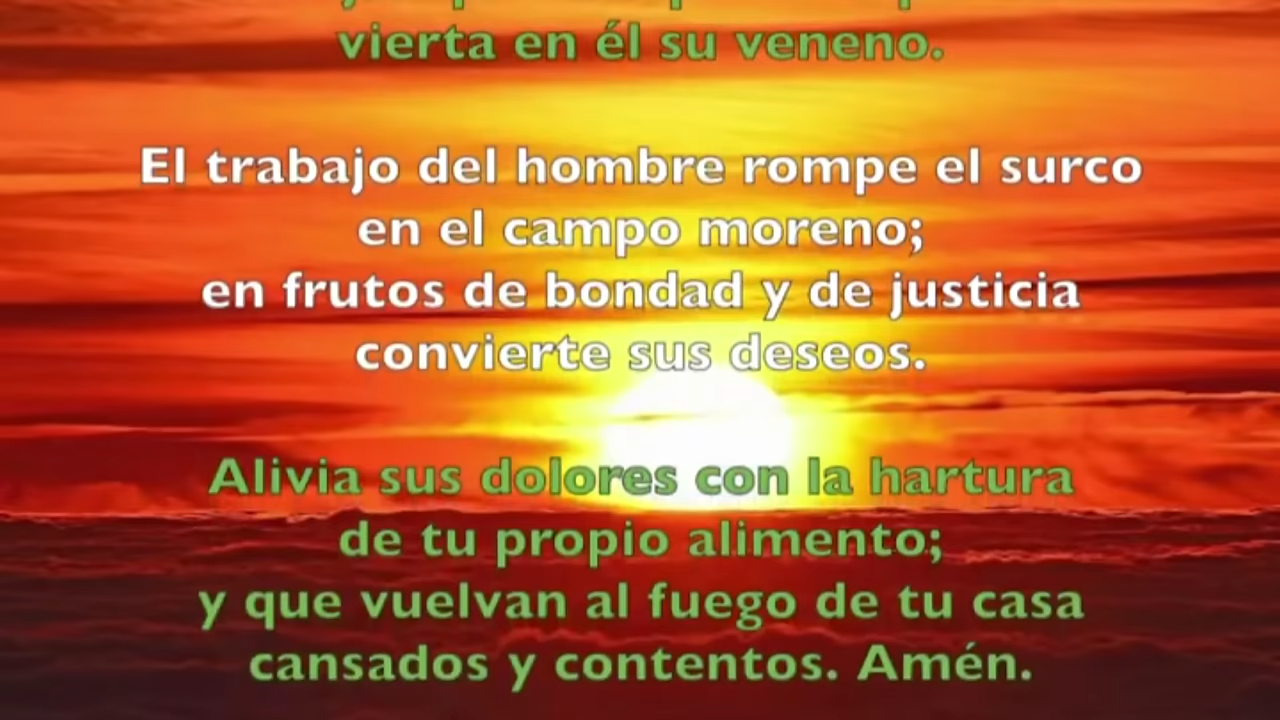 vierta en él su veneno.
El trabajo del hombre rompe el surco
en el campo moreno;
en frutos de bondad y de justicia
convierte sus deseos.
Alivia sus dolores con la hartura
de tu propio alimento;
y que vuelvan al fuego de tu casa
cansados y contentos. Amén.